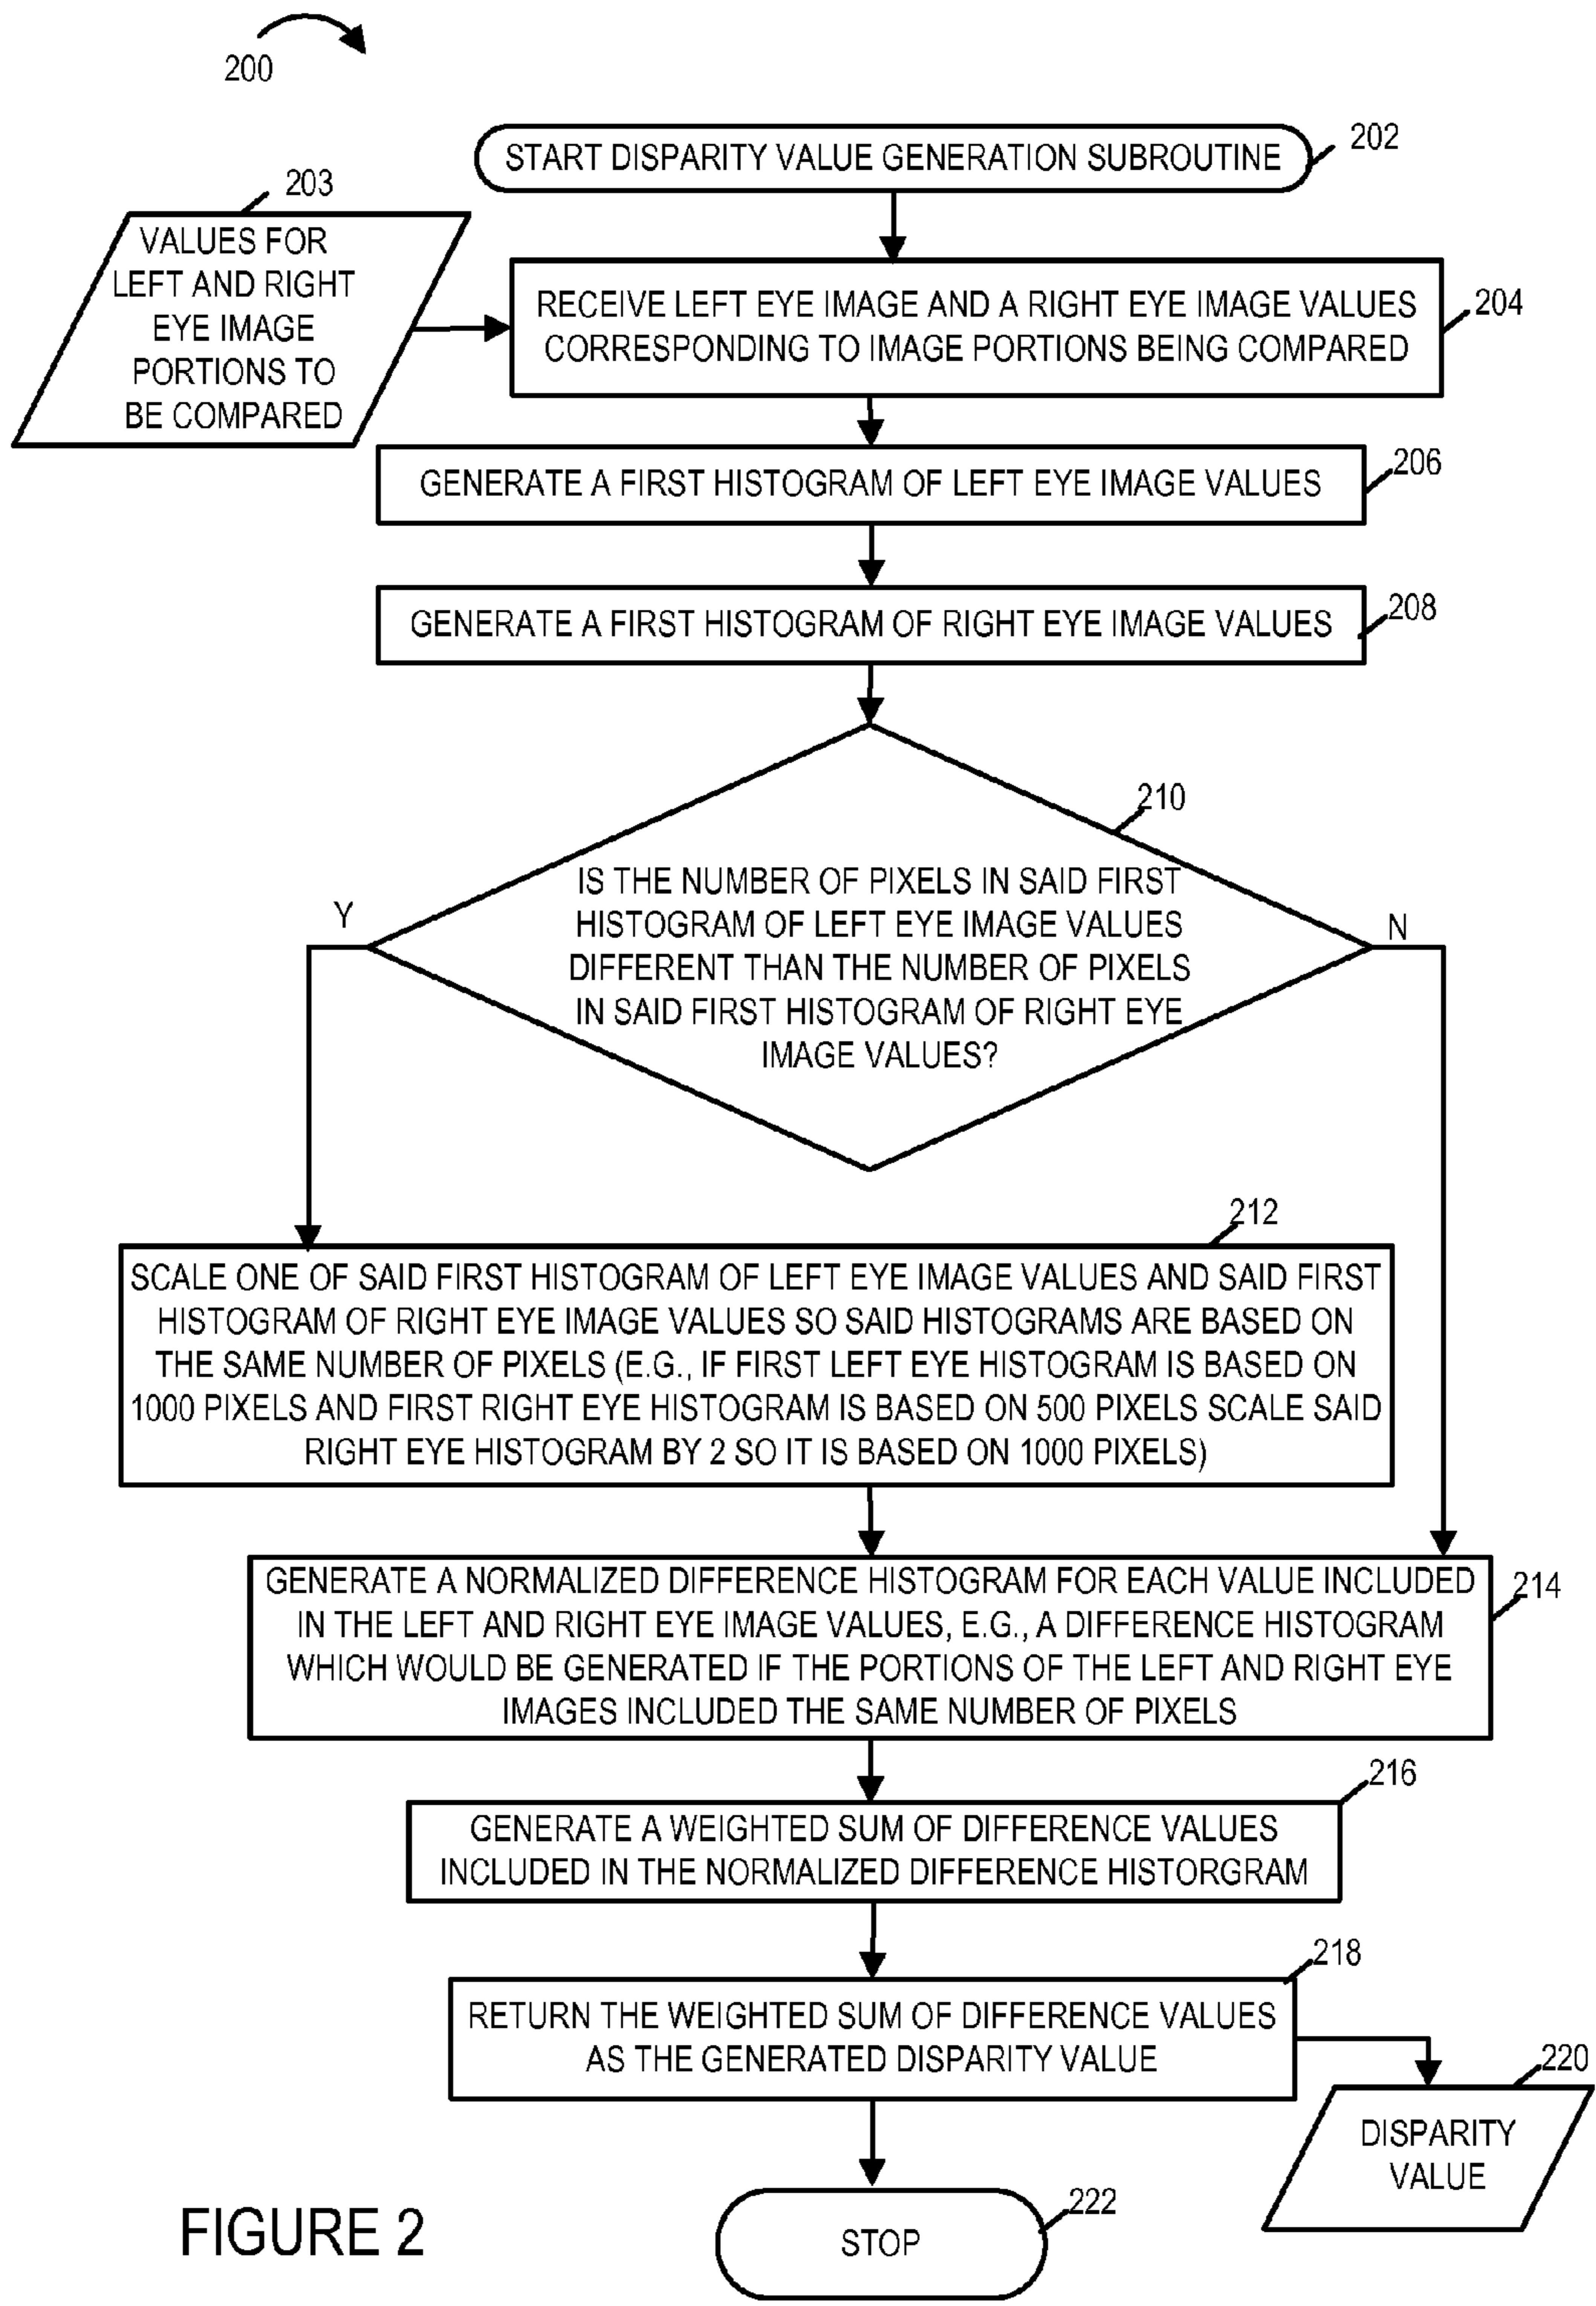 200
START DISPARITY VALUE GENERATION SUBROUTINE
202
203
VALUES FOR
LEFT AND RIGHT
EYE IMAGE
PORTIONS TO
BE COMPARED
RECEIVE LEFT EYE IMAGE AND A RIGHT EYE IMAGE VALUES
CORRESPONDING TO IMAGE PORTIONS BEING COMPARED
204
GENERATE A FIRST HISTOGRAM OF LEFT EYE IMAGE VALUES
206
GENERATE A FIRST HISTOGRAM OF RIGHT EYE IMAGE VALUES
208
210
IS THE NUMBER OF PIXELS IN SAID FIRST
HISTOGRAM OF LEFT EYE IMAGE VALUES
DIFFERENT THAN THE NUMBER OF PIXELS
IN SAID FIRST HISTOGRAM OF RIGHT EYE
IMAGE VALUES?
Y
N
212
SCALE ONE OF SAID FIRST HISTOGRAM OF LEFT EYE IMAGE VALUES AND SAID FIRST
HISTOGRAM OF RIGHT EYE IMAGE VALUES SO SAID HISTOGRAMS ARE BASED ON
THE SAME NUMBER OF PIXELS (E.G., IF FIRST LEFT EYE HISTOGRAM IS BASED ON
1000 PIXELS AND FIRST RIGHT EYE HISTOGRAM IS BASED ON 500 PIXELS SCALE SAID
RIGHT EYE HISTOGRAM BY 2 SO IT IS BASED ON 1000 PIXELS)
GENERATE A NORMALIZED DIFFERENCE HISTOGRAM FOR EACH VALUE INCLUDED
IN THE LEFT AND RIGHT EYE IMAGE VALUES, E.G., A DIFFERENCE HISTOGRAM
WHICH WOULD BE GENERATED IF THE PORTIONS OF THE LEFT AND RIGHT EYE
IMAGES INCLUDED THE SAME NUMBER OF PIXELS
214
216
GENERATE A WEIGHTED SUM OF DIFFERENCE VALUES
INCLUDED IN THE NORMALIZED DIFFERENCE HISTORGRAM
218
RETURN THE WEIGHTED SUM OF DIFFERENCE VALUES
AS THE GENERATED DISPARITY VALUE
220
DISPARITY
VALUE
222
STOP
FIGURE 2